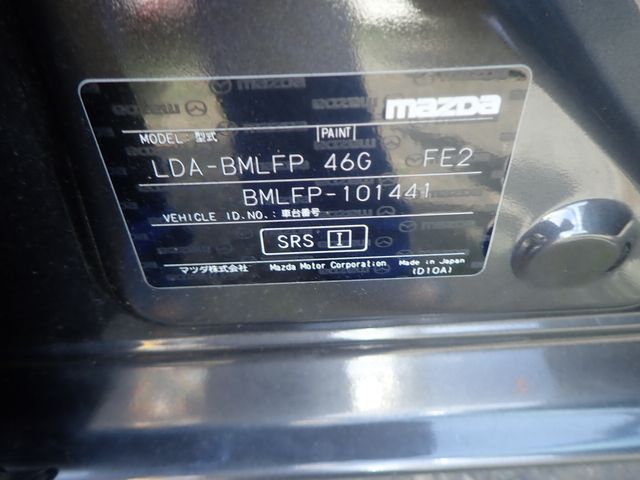 mazda
MODEL: 型式 PAINT
LDA-BMLFP 46G FE2
BMLFP-101441
VEHICLE ID.NO.: 車台番号
SRS I
マツダ株式会社 Mazda Motor Corporation Made in Japan
(D10A)